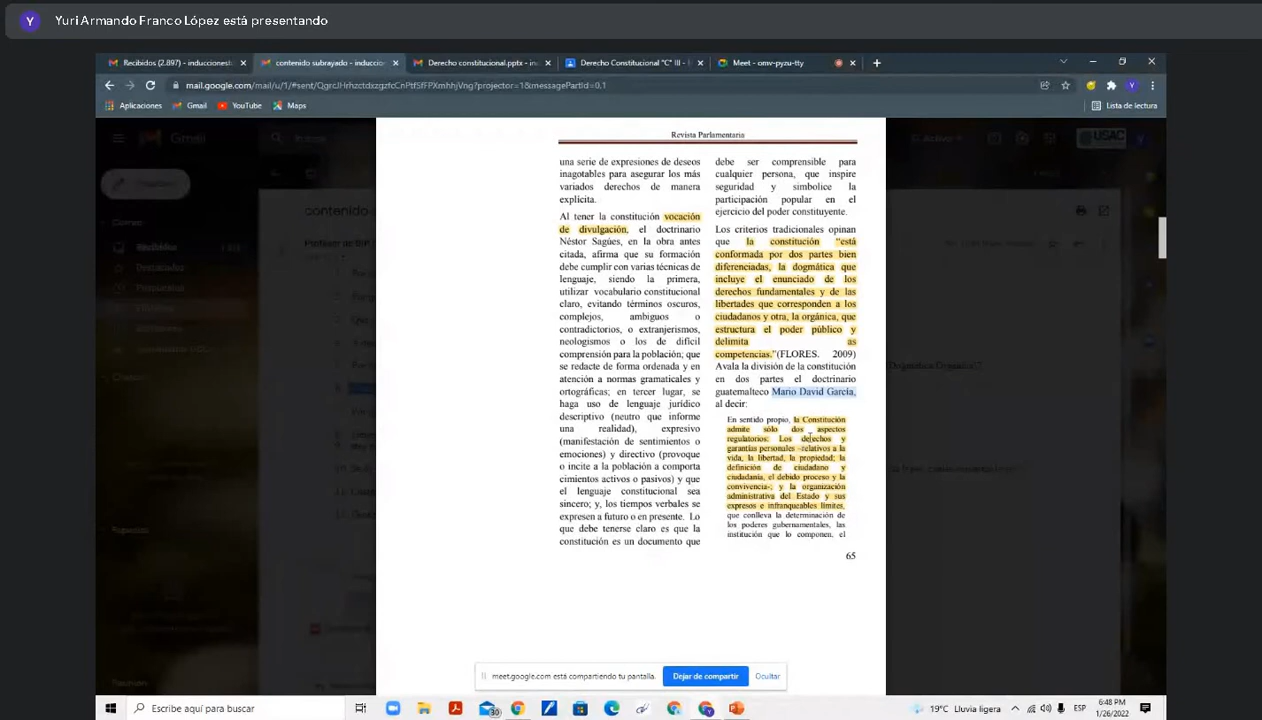 Y Yuri Armando Franco López está presentando
Recibidos (2.897) - induccionest
contenido subrayado - induccio
Derecho constitucional.pptx - in
Derecho Constitucional "C" III -
Meet - omv-pyzu-tty
Aplicaciones
Gmail
YouTube
Maps
Lista de lectura
Gmail
USAC
Recibidos
Revista Parlamentaria
una serie de expresiones de deseos
inagotables para asegurar los más
variados derechos de manera
explícita.
Al tener la constitución vocación
de divulgación, el doctrinario
Néstor Sagúes, en la obra antes
citada, afirma que su formación
debe cumplir con varias técnicas de
lenguaje, siendo la primera,
utilizar vocabulario constitucional
claro, evitando términos oscuros,
complejos, ambiguos o
contradictorios, o extranjerismos,
neologismos o los de difícil
comprensión para la población; que
se redacte de forma ordenada y en
atención a normas gramaticales y
ortográficas; en tercer lugar, se
haga uso de lenguaje jurídico
descriptivo (neutro que informe
una realidad), expresivo
(manifestación de sentimientos o
emociones) y directivo (provoque
o incite a la población a comporta
cimientos activos o pasivos) y que
el lenguaje constitucional sea
sincero; y, los tiempos verbales se
expresen a futuro o en presente. Lo
que debe tenerse claro es que la
constitución es un documento que
debe ser comprensible para
cualquier persona, que inspire
seguridad y simbolice la
participación popular en el
ejercicio del poder constituyente.
Los criterios tradicionales opinan
que la constitución "está
conformada por dos partes bien
diferenciadas, la dogmática que
incluye el enunciado de los
derechos fundamentales y de las
libertades que corresponden a los
ciudadanos y otra, la orgánica, que
estructura el poder público y
delimita as
competencias."(FLORES. 2009)
Avala la división de la constitución
en dos partes el doctrinario
guatemalteco Mario David García,
al decir:
En sentido propio, la Constitución
admite sólo dos aspectos
regulatorios: Los derechos y
garantías personales -relativos a la
vida, la libertad, la propiedad; la
definición de ciudadano y
ciudadanía, el debido proceso y la
convivencia-; y la organización
administrativa del Estado y sus
expresos e infranqueables límites,
que conlleva la determinación de
los poderes gubernamentales, las
institución que lo componen, el
65
meet.google.com está compartiendo tu pantalla.
Dejar de compartir
Ocultar
Escribe aquí para buscar
30
19°C Lluvia ligera
ESP
6:48 PM
1/26/2022